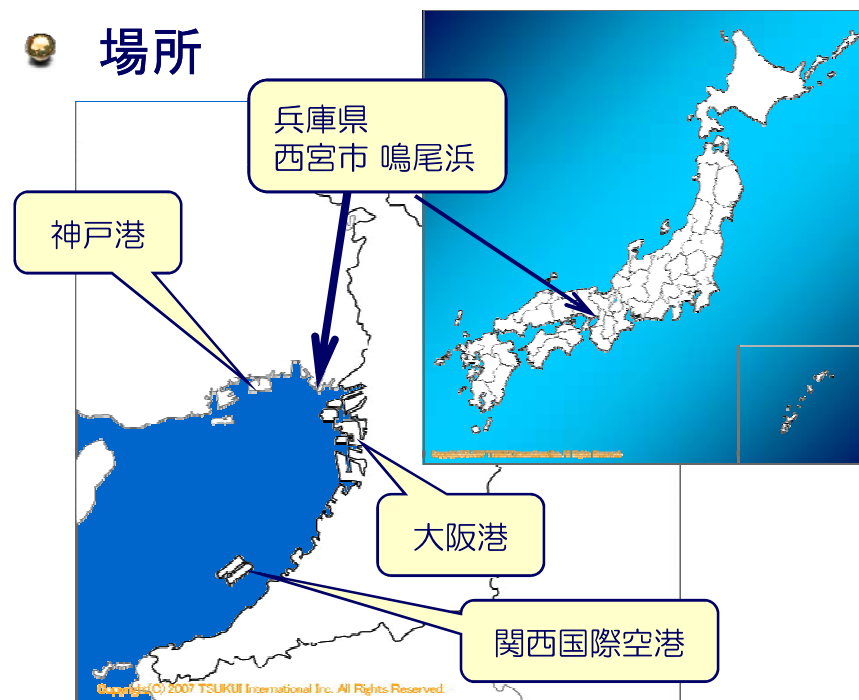 場所
兵庫県
西宮市 鳴尾浜
神戸港
大阪港
関西国際空港
Copyright(C) 2007 TSUKUI International Inc. All Rights Reserved.